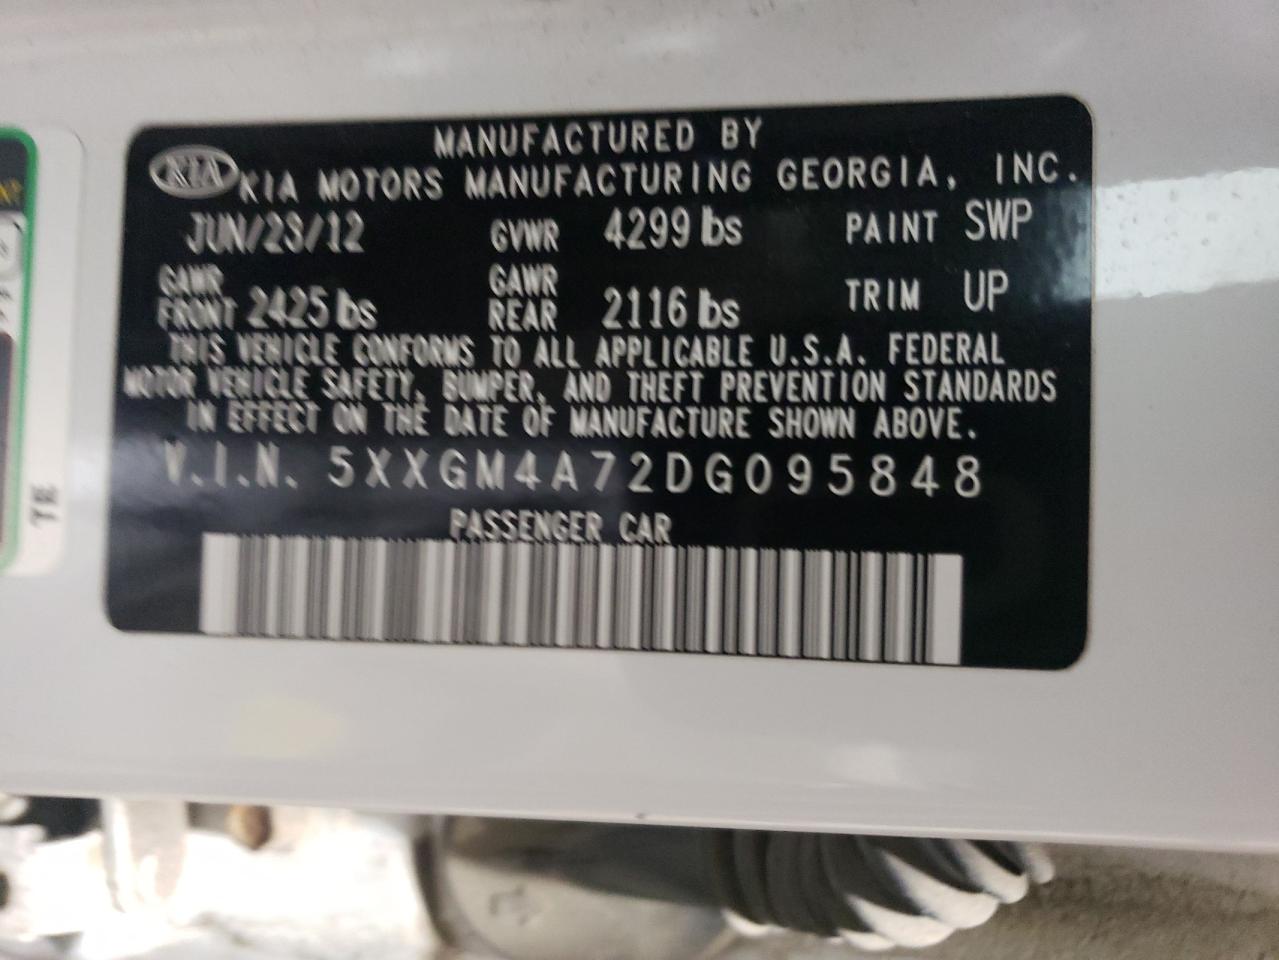 MANUFACTURED BY
KIA KIA MOTORS MANUFACTURING GEORGIA, INC.
JUN/23/12 GVWR 4299 lbs PAINT SWP
GAWR FRONT 2425 lbs GAWR REAR 2116 lbs TRIM UP
THIS VEHICLE CONFORMS TO ALL APPLICABLE U.S.A. FEDERAL
MOTOR VEHICLE SAFETY, BUMPER, AND THEFT PREVENTION STANDARDS
IN EFFECT ON THE DATE OF MANUFACTURE SHOWN ABOVE.
V.I.N. 5XXGM4A72DG095848
PASSENGER CAR
TE